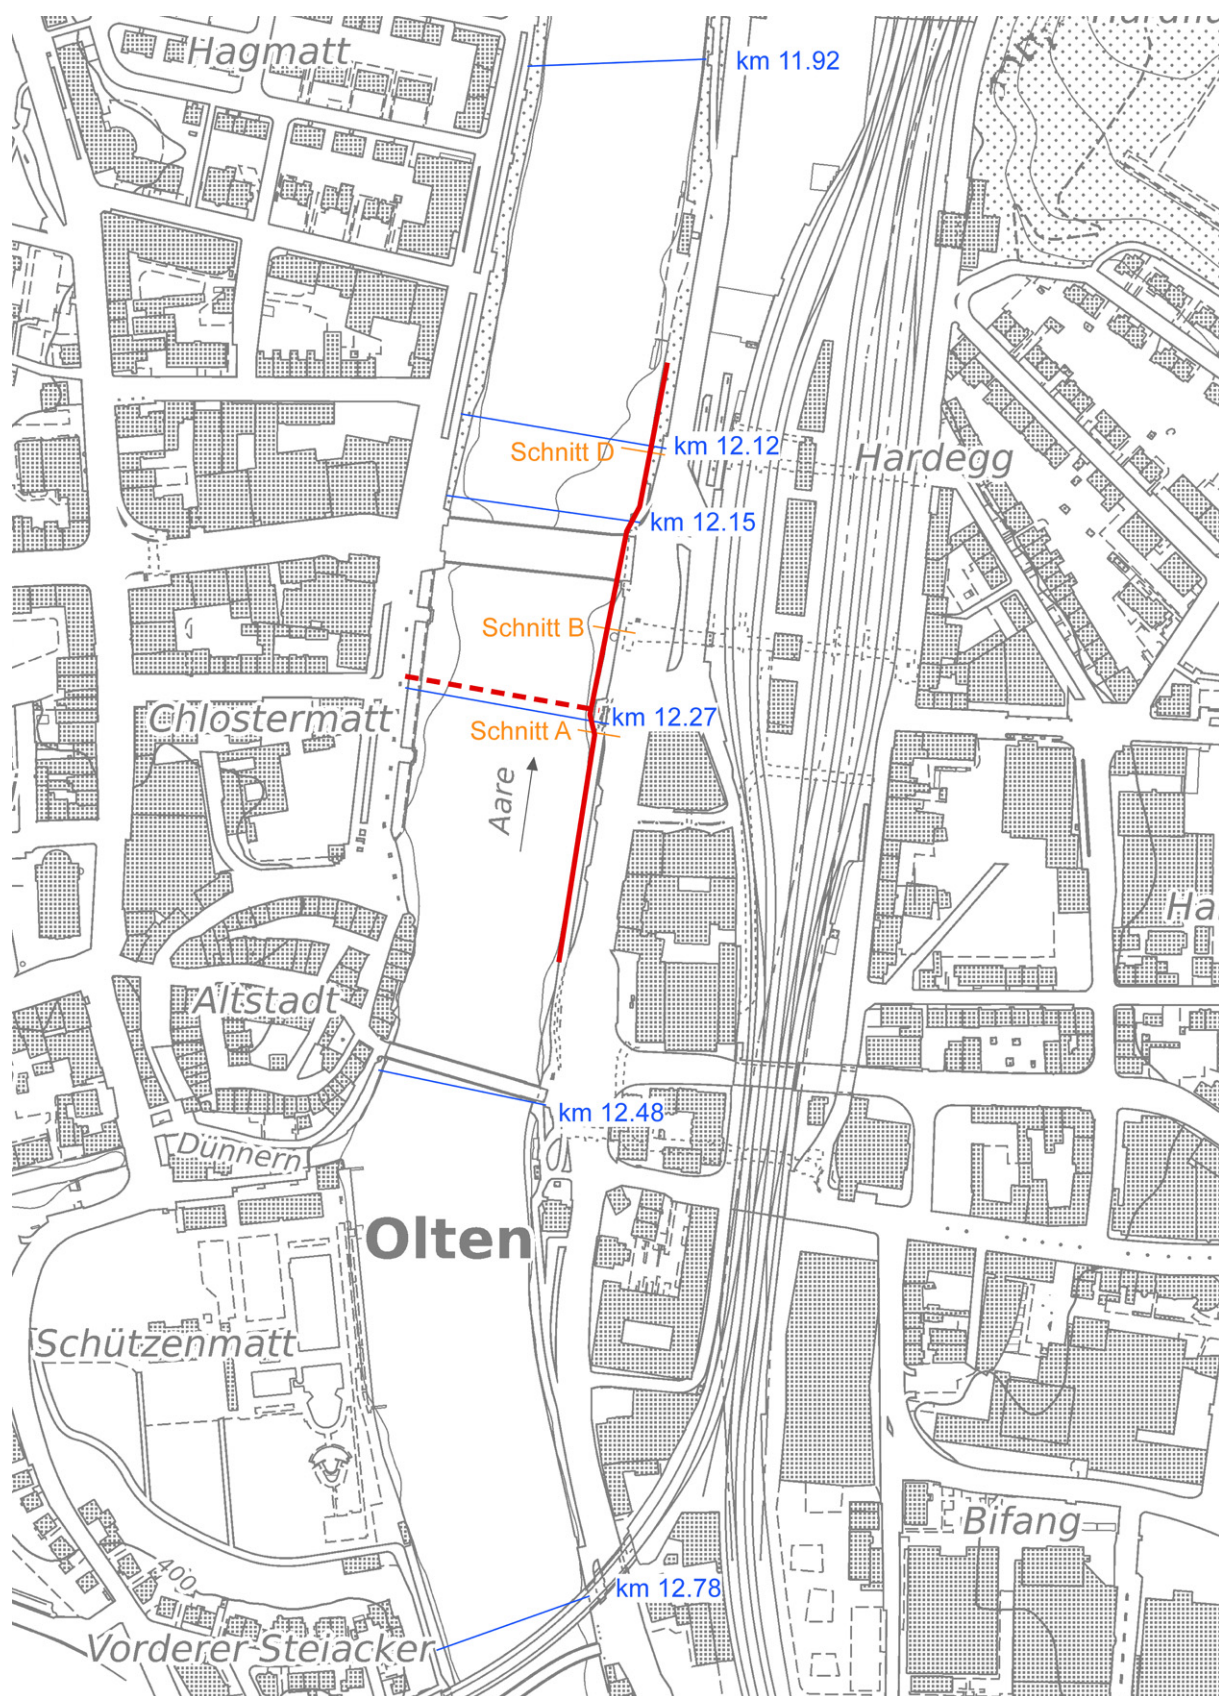 Hagmatt
km 11.92
km 12.12
Schnitt D
Hardegg
km 12.15
Schnitt B
Chlostermatt
km 12.27
Schnitt A
Aare
Ha
Altstadt
km 12.48
Dünnern
Olten
Schützenmatt
Bifang
400
km 12.78
Vorderer Steiacker